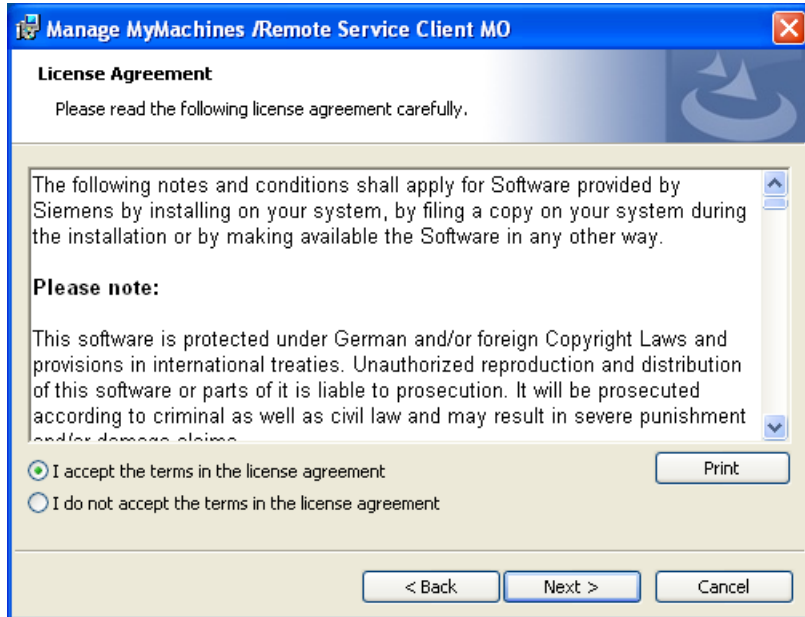 Manage MyMachines /Remote Service Client MO
License Agreement
Please read the following license agreement carefully.
The following notes and conditions shall apply for Software provided by
Siemens by installing on your system, by filing a copy on your system during
the installation or by making available the Software in any other way.
Please note:
This software is protected under German and/or foreign Copyright Laws and
provisions in international treaties. Unauthorized reproduction and distribution
of this software or parts of it is liable to prosecution. It will be prosecuted
according to criminal as well as civil law and may result in severe punishment
and/or damage claims
I accept the terms in the license agreement
Print
I do not accept the terms in the license agreement
< Back
Next >
Cancel